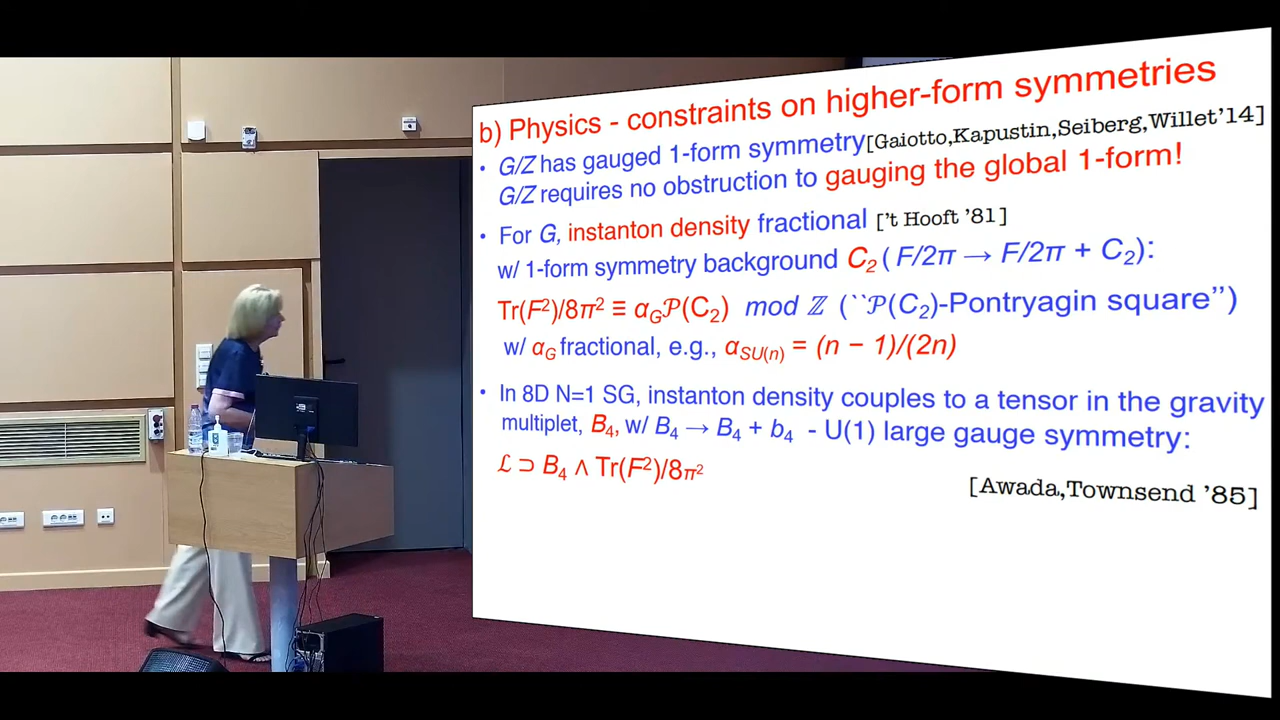 b) Physics - constraints on higher-form symmetries
• G/Z has gauged 1-form symmetry[Gaiotto,Kapustin,Seiberg,Willet'14]
G/Z requires no obstruction to gauging the global 1-form!
• For G, instanton density fractional ['t Hooft '81]
w/ 1-form symmetry background C₂ ( F/2π → F/2π + C₂):
Tr(F²)/8π² ≡ α_G𝒫(C₂) mod ℤ (``𝒫(C₂)-Pontryagin square'')
w/ α_G fractional, e.g., α_SU(n) = (n − 1)/(2n)
• In 8D N=1 SG, instanton density couples to a tensor in the gravity
multiplet, B₄, w/ B₄ → B₄ + b₄ - U(1) large gauge symmetry:
ℒ ⊃ B₄ ∧ Tr(F²)/8π²
[Awada,Townsend '85]